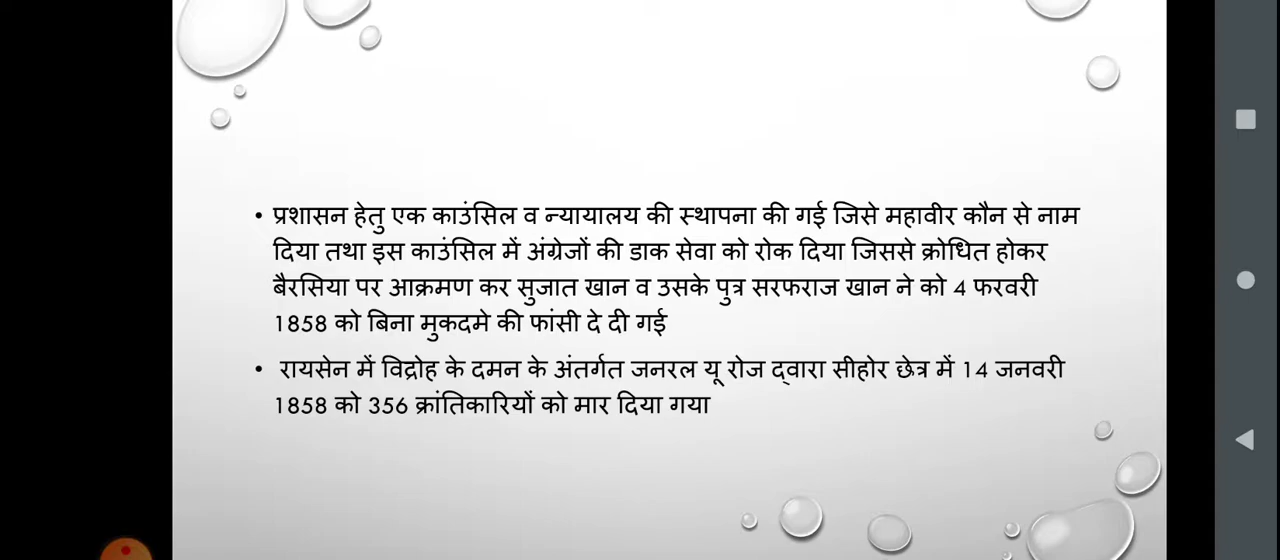 • प्रशासन हेतु एक काउंसिल व न्यायालय की स्थापना की गई जिसे महावीर कौन से नाम
दिया तथा इस काउंसिल में अंग्रेजों की डाक सेवा को रोक दिया जिससे क्रोधित होकर
बैरसिया पर आक्रमण कर सुजात खान व उसके पुत्र सरफराज खान ने को 4 फरवरी
1858 को बिना मुकदमे की फांसी दे दी गई
• रायसेन में विद्रोह के दमन के अंतर्गत जनरल यू रोज द्वारा सीहोर छेत्र में 14 जनवरी
1858 को 356 क्रांतिकारियों को मार दिया गया